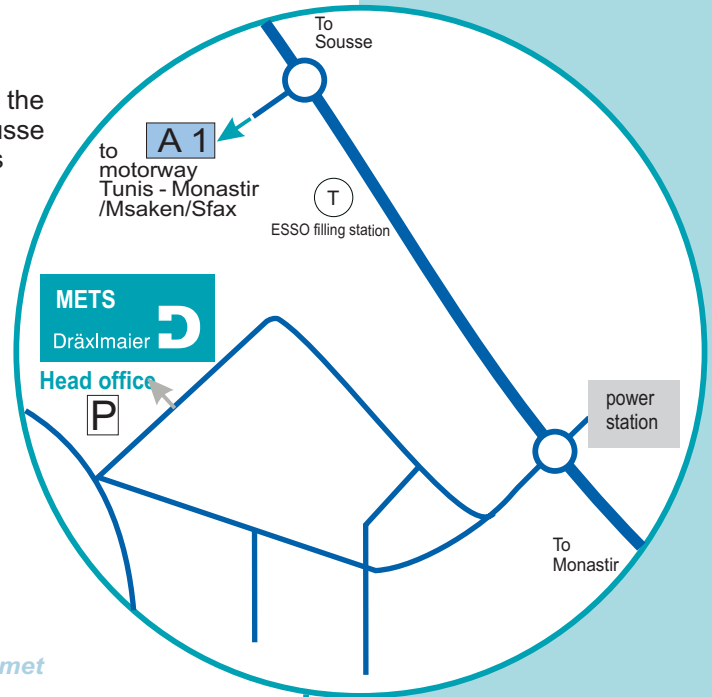 the
usse
s
To
Sousse
A 1
to
motorway
Tunis - Monastir
/Msaken/Sfax
T
ESSO filling station
METS
Dräxlmaier D
Head office
P
power
station
To
Monastir
met